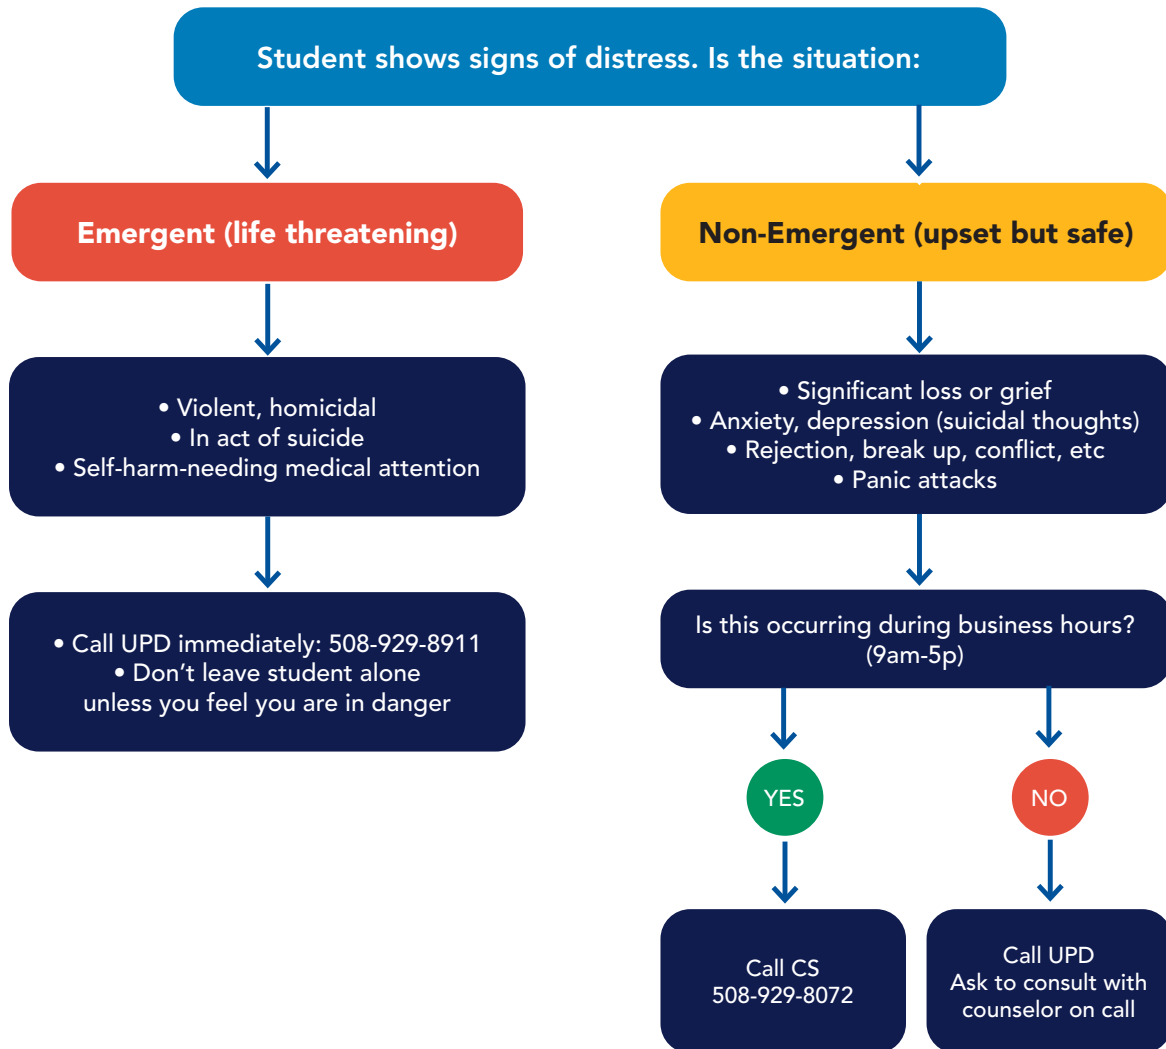 Student shows signs of distress. Is the situation:
Emergent (life threatening)
• Violent, homicidal
• In act of suicide
• Self-harm-needing medical attention
• Call UPD immediately: 508-929-8911
• Don’t leave student alone
unless you feel you are in danger
Non-Emergent (upset but safe)
• Significant loss or grief
• Anxiety, depression (suicidal thoughts)
• Rejection, break up, conflict, etc
• Panic attacks
Is this occurring during business hours?
(9am-5p)
YES
Call CS
508-929-8072
NO
Call UPD
Ask to consult with
counselor on call